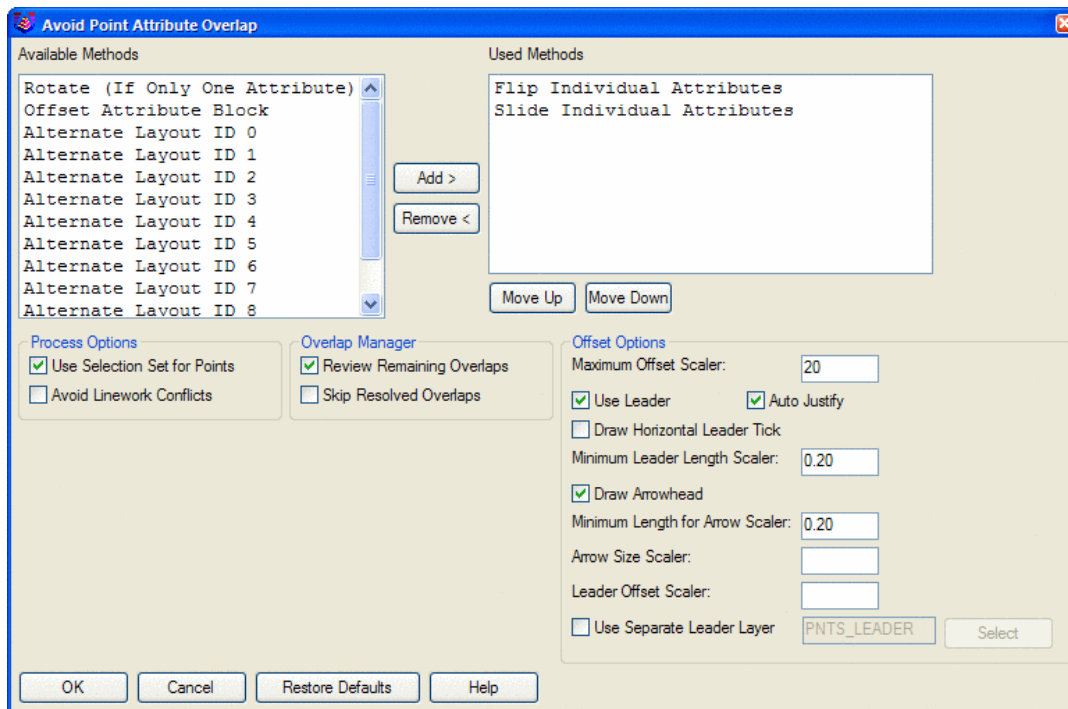 Avoid Point Attribute Overlap
Available Methods
Rotate (If Only One Attribute)
Offset Attribute Block
Alternate Layout ID 0
Alternate Layout ID 1
Alternate Layout ID 2
Alternate Layout ID 3
Alternate Layout ID 4
Alternate Layout ID 5
Alternate Layout ID 6
Alternate Layout ID 7
Alternate Layout ID 8
Add >
Remove <
Used Methods
Flip Individual Attributes
Slide Individual Attributes
Move Up
Move Down
Process Options
Use Selection Set for Points
Avoid Linework Conflicts
Overlap Manager
Review Remaining Overlaps
Skip Resolved Overlaps
Offset Options
Maximum Offset Scaler: 20
Use Leader
Auto Justify
Draw Horizontal Leader Tick
Minimum Leader Length Scaler: 0.20
Draw Arrowhead
Minimum Length for Arrow Scaler: 0.20
Arrow Size Scaler:
Leader Offset Scaler:
Use Separate Leader Layer PNTS_LEADER Select
OK
Cancel
Restore Defaults
Help